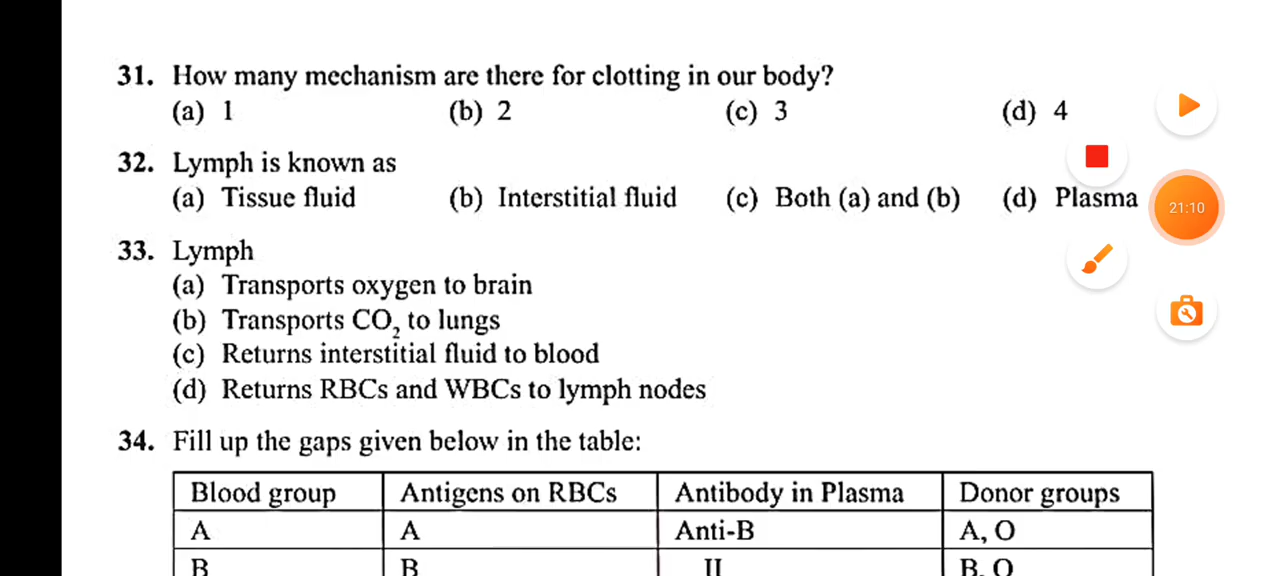 31. How many mechanism are there for clotting in our body?
(a) 1 (b) 2 (c) 3 (d) 4
32. Lymph is known as
(a) Tissue fluid (b) Interstitial fluid (c) Both (a) and (b) (d) Plasma
21:10
33. Lymph
(a) Transports oxygen to brain
(b) Transports CO₂ to lungs
(c) Returns interstitial fluid to blood
(d) Returns RBCs and WBCs to lymph nodes
34. Fill up the gaps given below in the table:
Blood group Antigens on RBCs Antibody in Plasma Donor groups
A A Anti-B A, O
B B II B, O